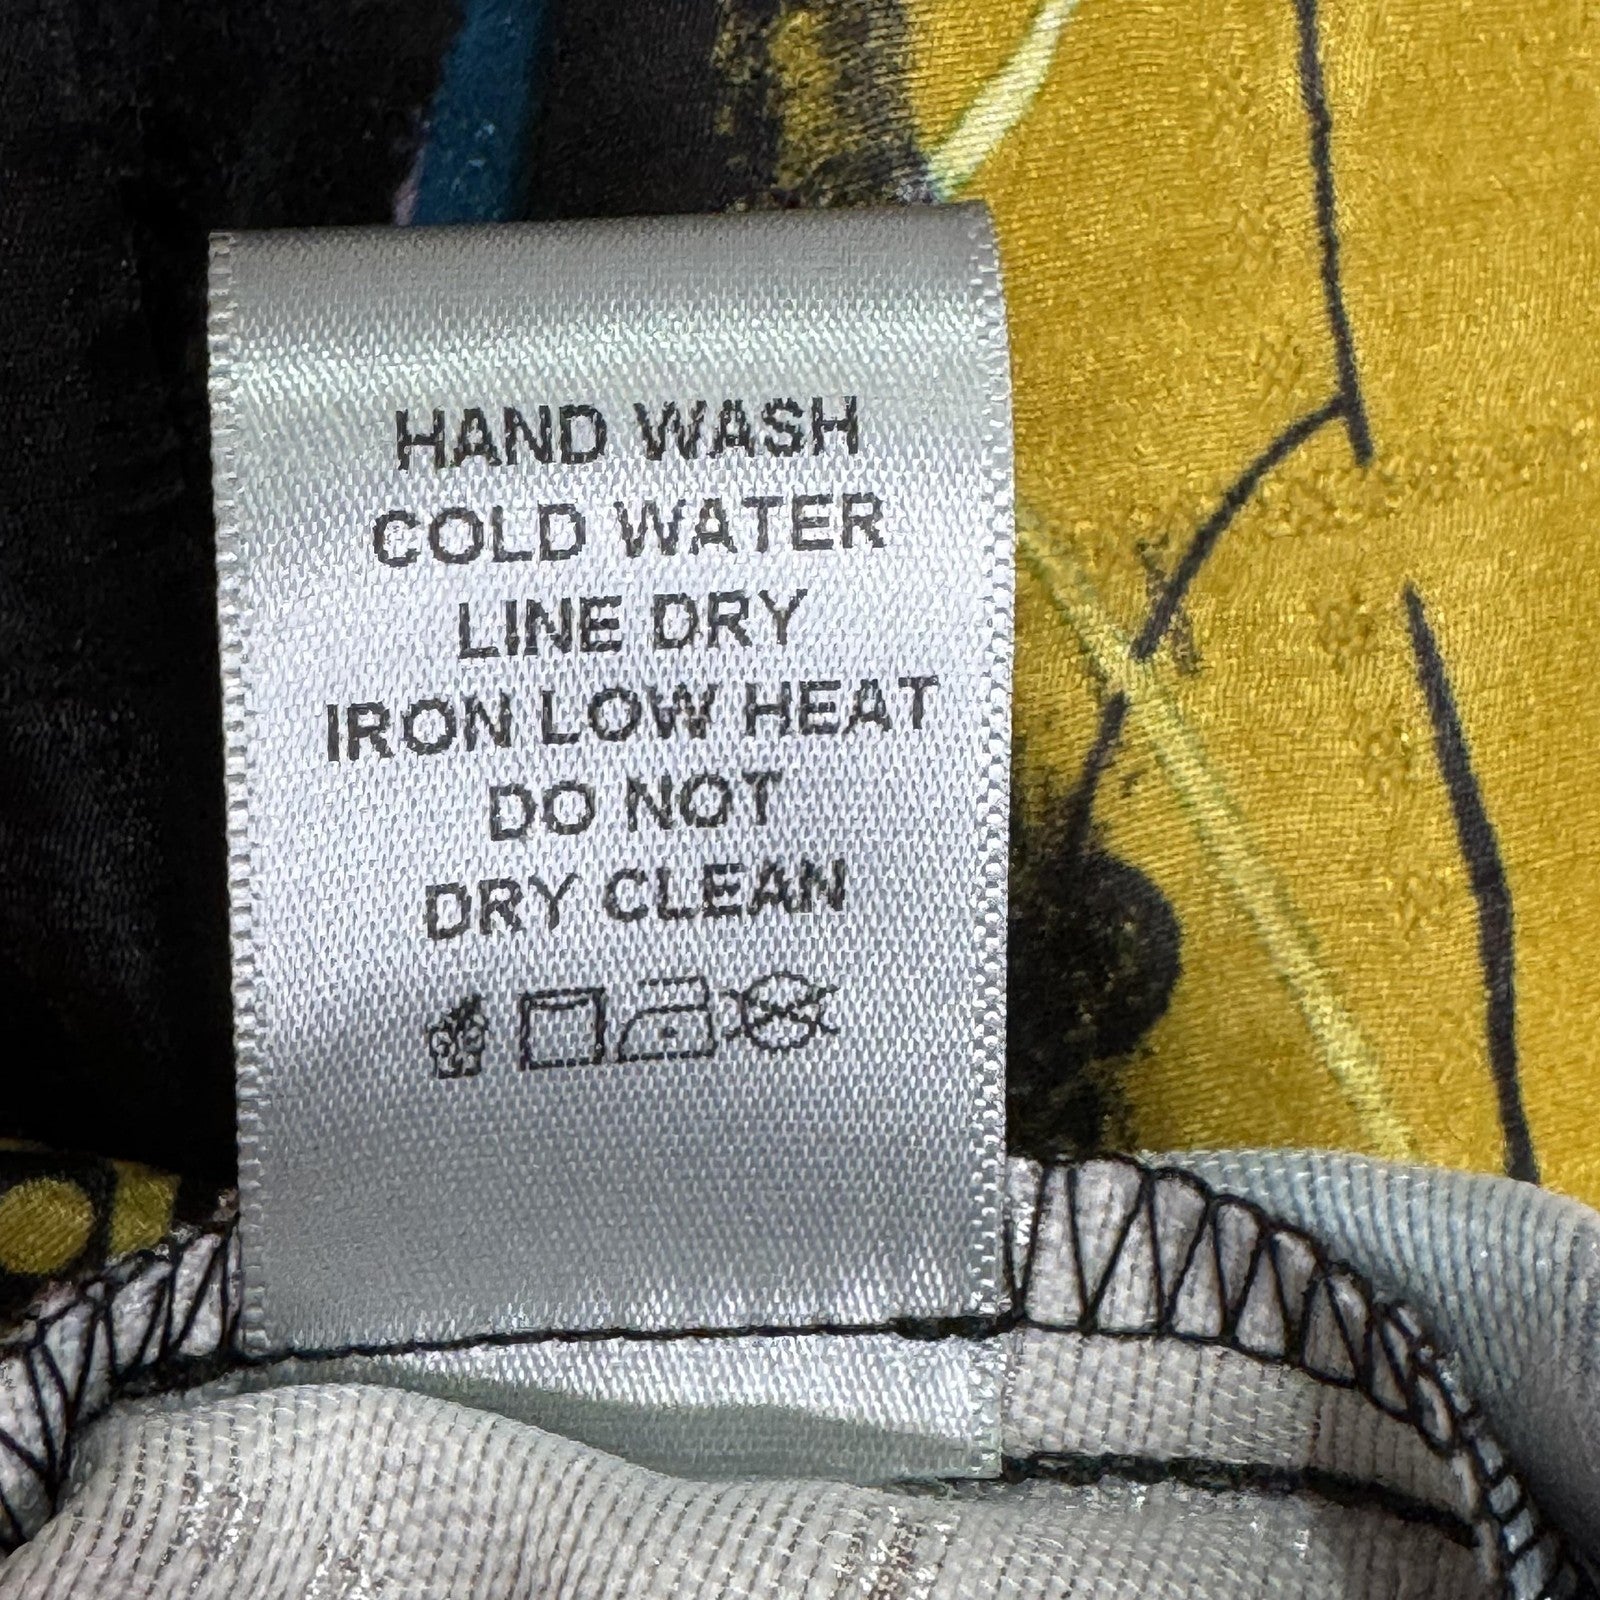 HAND WASH
COLD WATER
LINE DRY
IRON LOW HEAT
DO NOT
DRY CLEAN